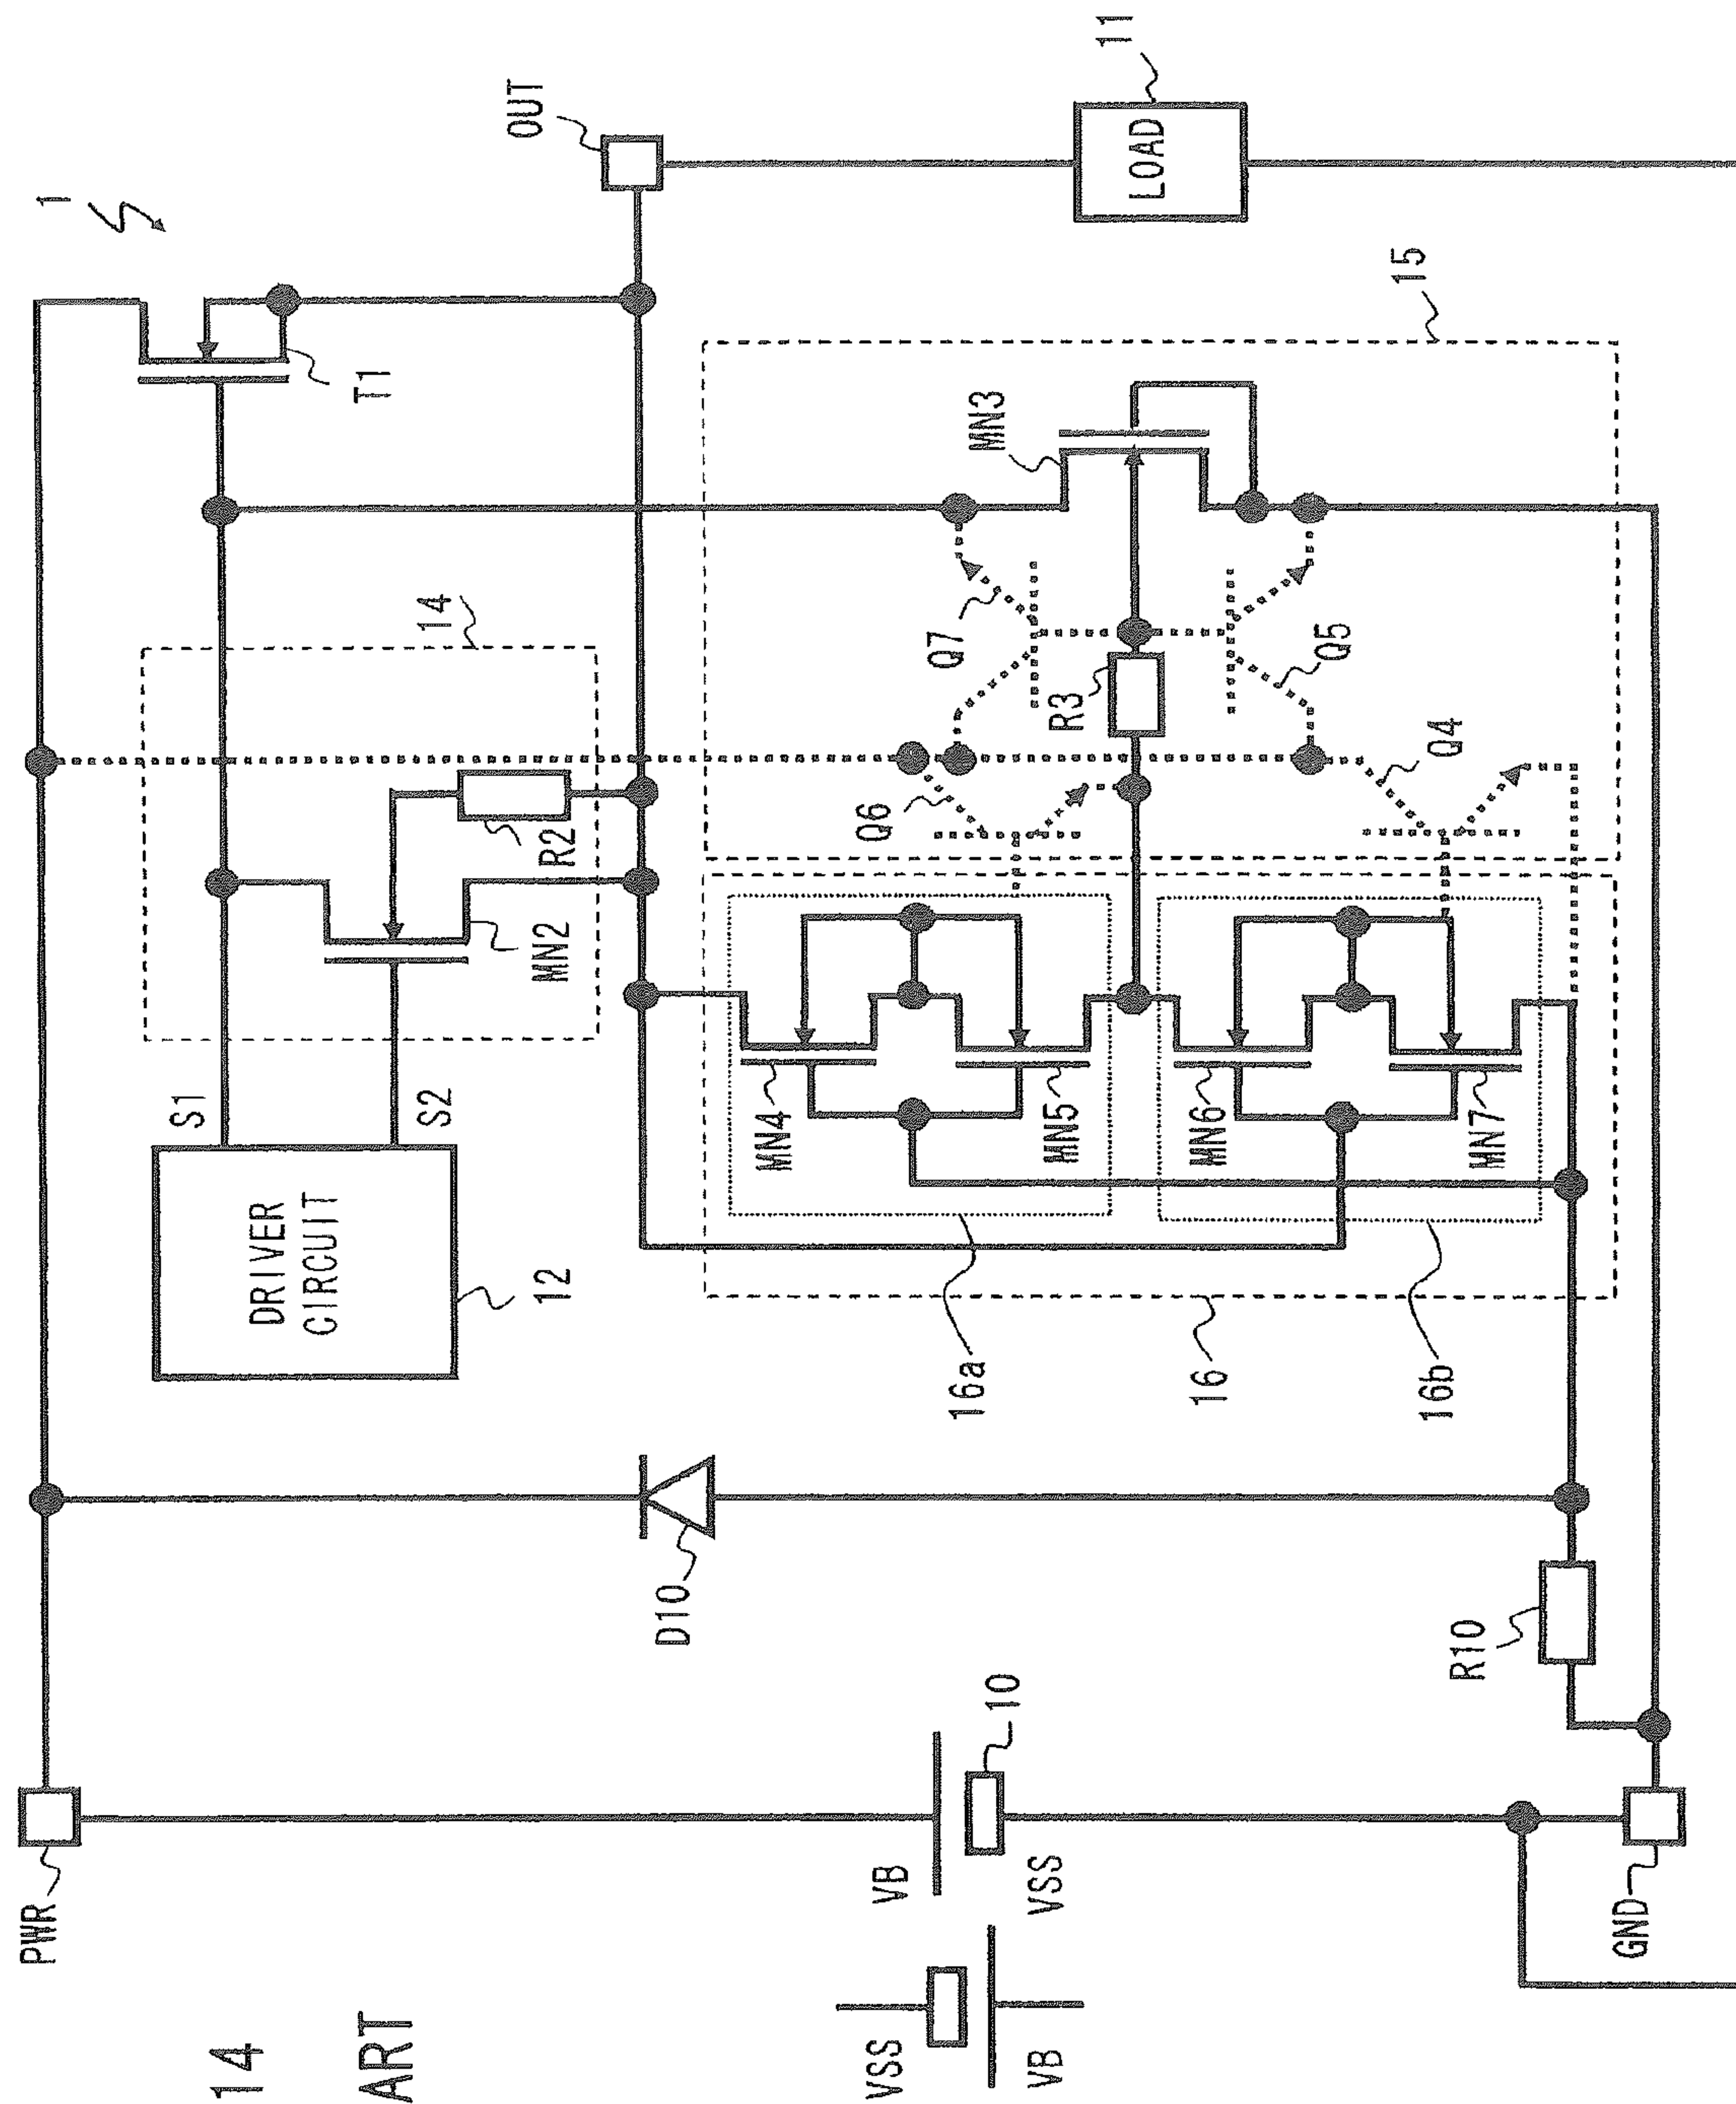 14
ART
PWR
VB
VSS
10
VSS
VB
GND
R10
D10
DRIVER
CIRCUIT
12
S1
S2
14
MN2
R2
T1
1
OUT
LOAD
11
15
MN3
Q7
Q5
R3
Q6
Q4
MN4
MN5
MN6
MN7
16a
16
16b